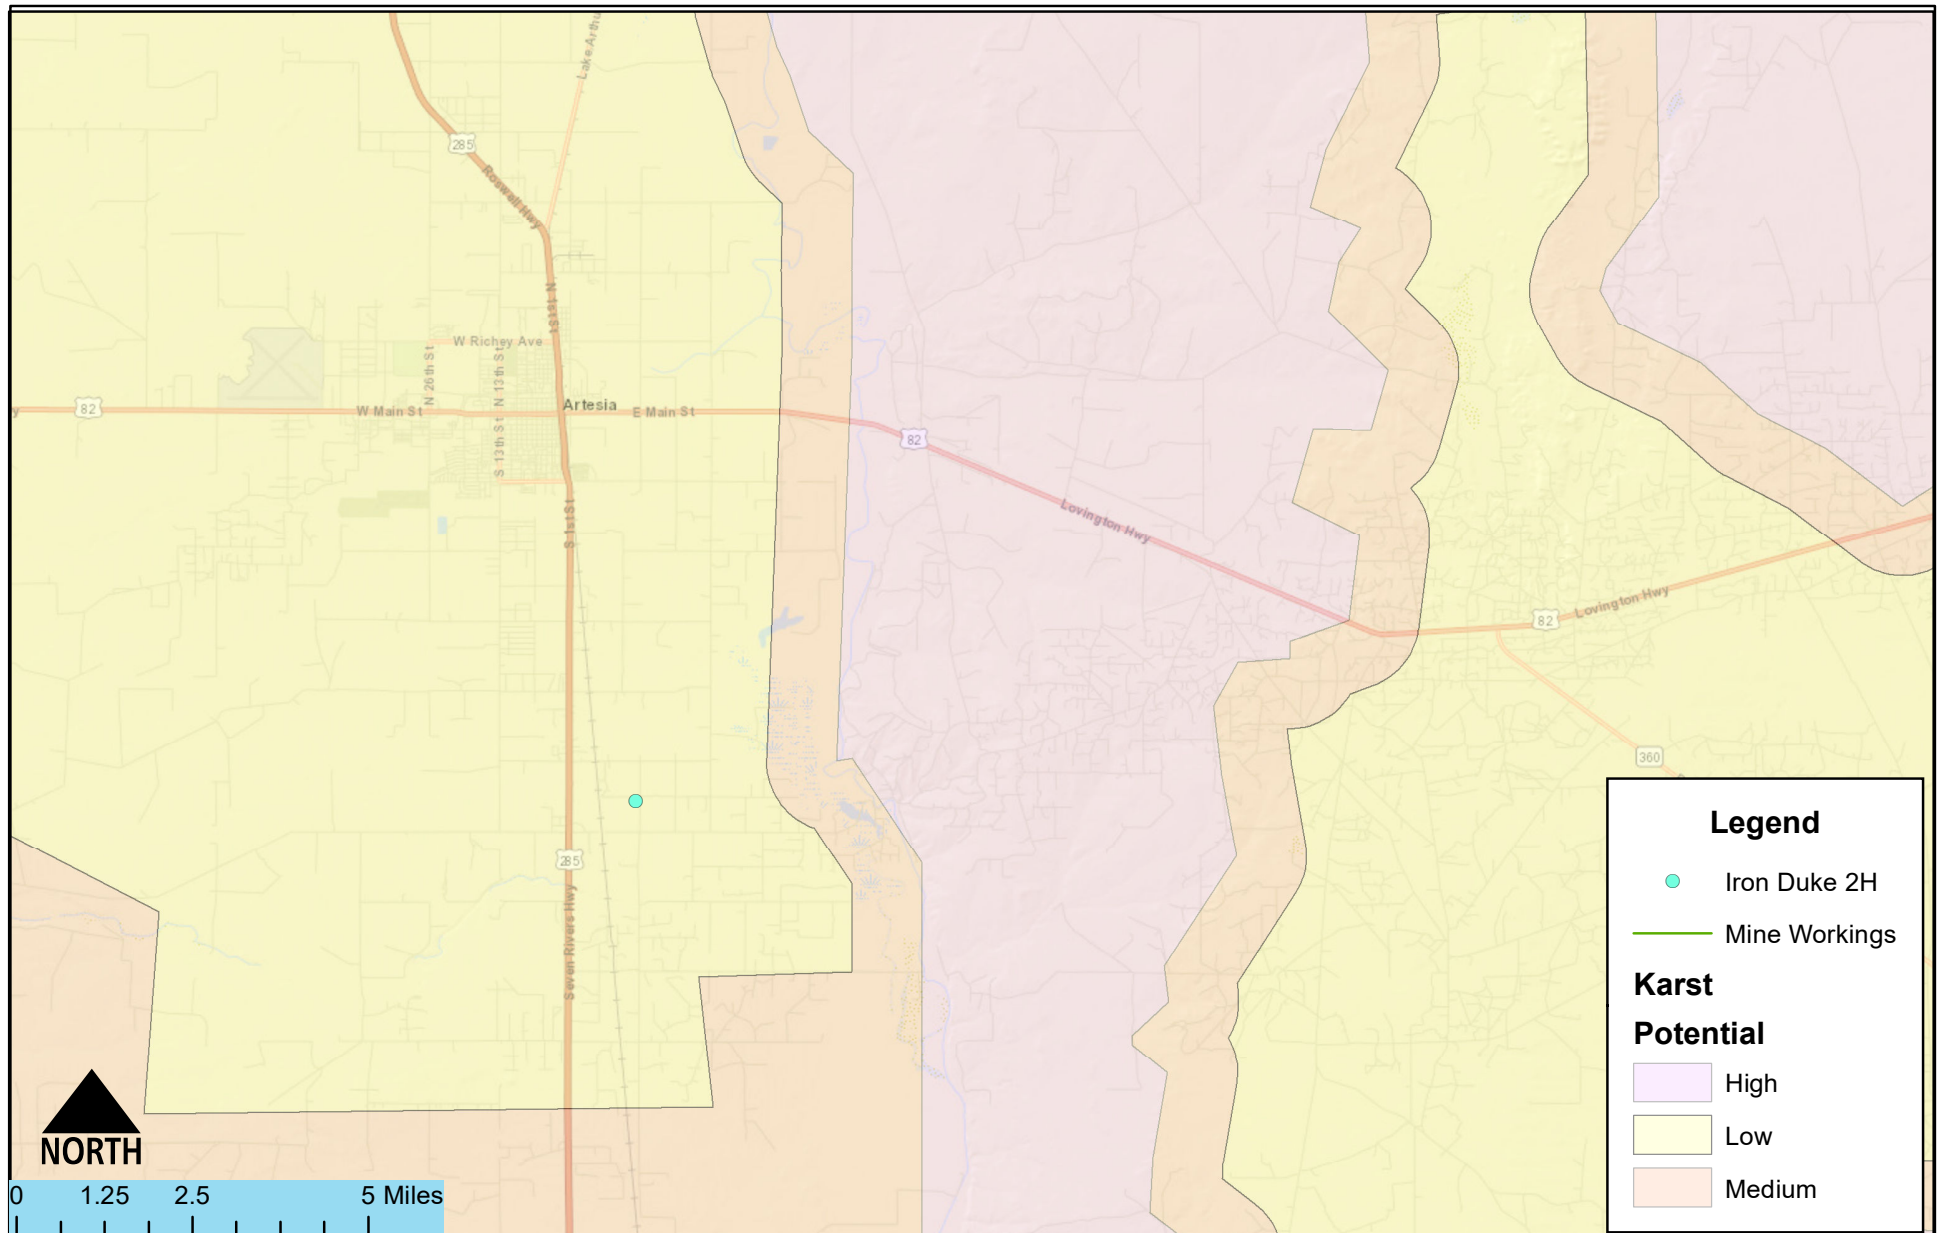 Lake Arthu
285
Roswell Hwy
N 1st St
W Richey Ave
N 26th St
N 13th St
82
W Main St
Artesia
E Main St
82
S 13th St
S 1st St
Lovington Hwy
82
Lovington Hwy
360
285
Seven Rivers Hwy
Legend
Iron Duke 2H
Mine Workings
Karst
Potential
High
Low
Medium
NORTH
0 1.25 2.5 5 Miles